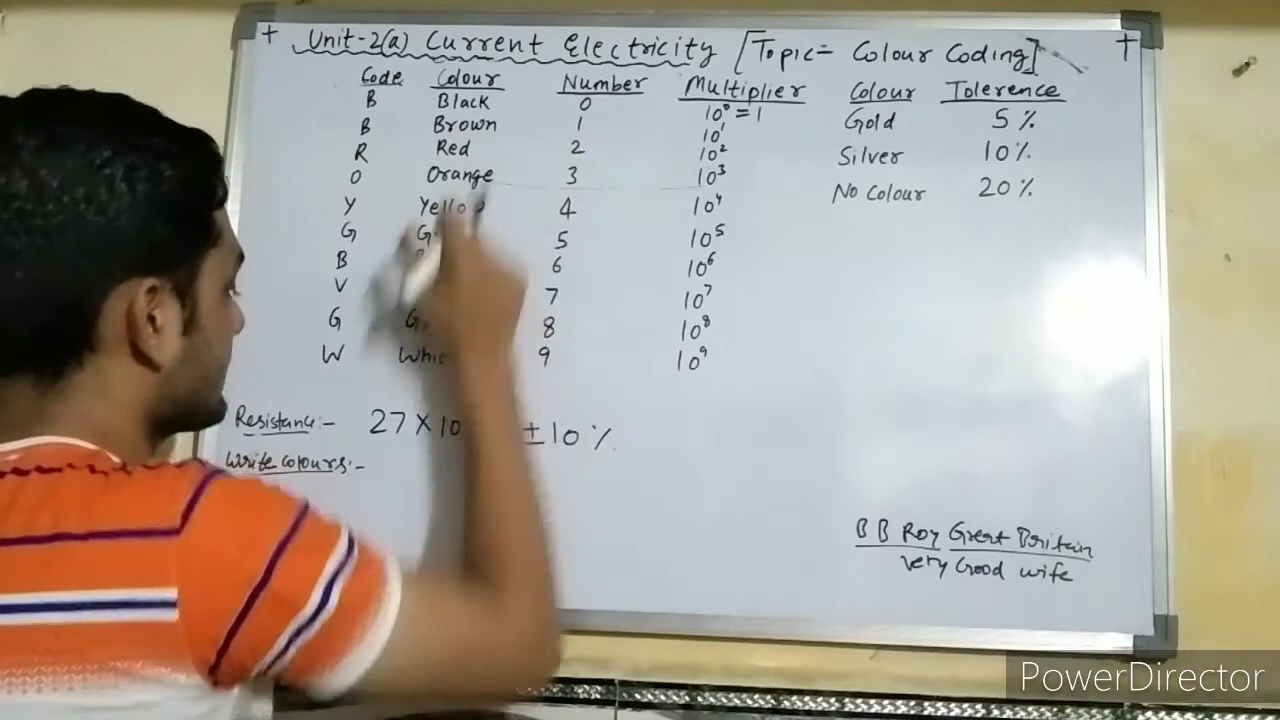 + Unit-2(a) Current Electricity [Topic= Colour Coding] +
Code Colour Number Multiplier Colour Tolerence
B Black 0 10⁰ = 1 Gold 5 %
B Brown 1 10¹
R Red 2 10² Silver 10 %
O Orange 3 10³ No Colour 20 %
Y 4 10⁴
G 5 10⁵
B 6 10⁶
V 7 10⁷
G 8 10⁸
W 9 10⁹
Resistance:- 27 X 10 ± 10 %
Write colours:-
B B Roy Great Britain
Very Good wife
PowerDirector